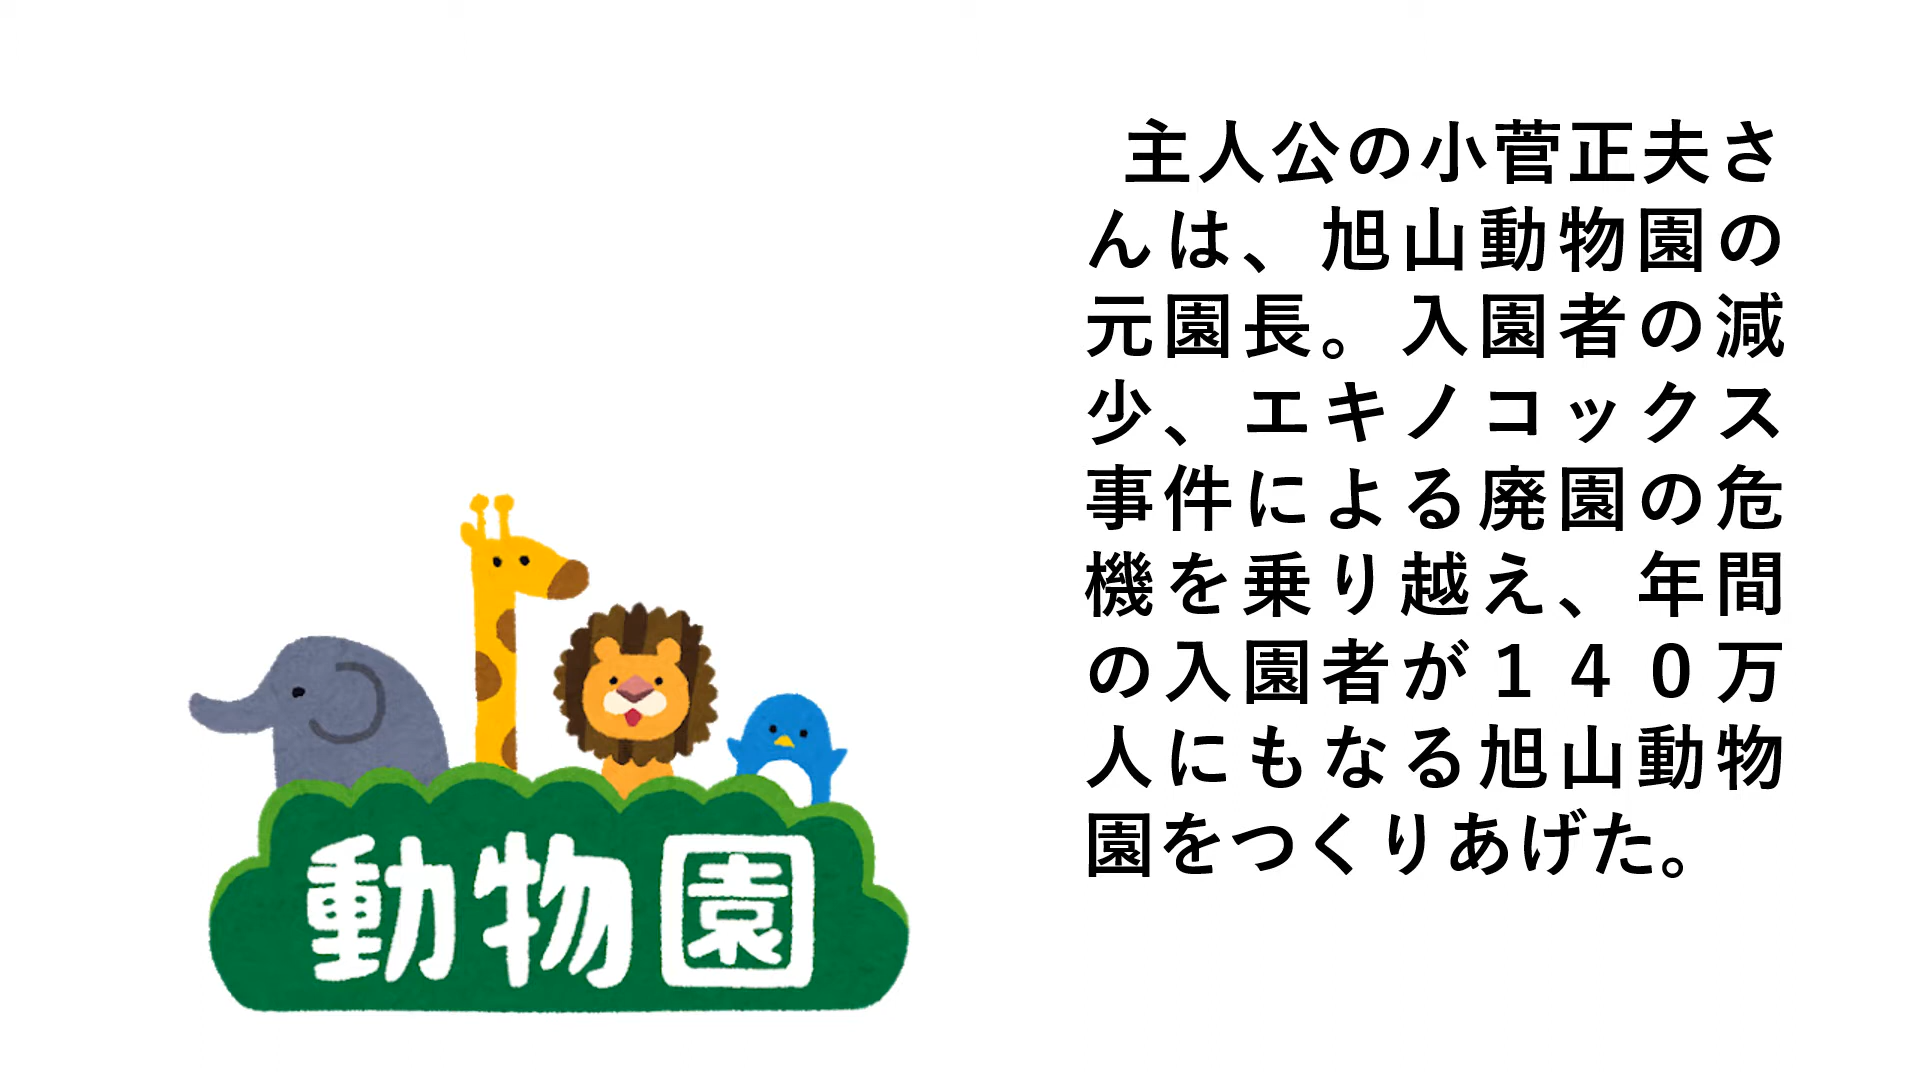 主人公の小菅正夫さ
んは、旭山動物園の
元園長。入園者の減
少、エキノコックス
事件による廃園の危
機を乗り越え、年間
の入園者が１４０万
人にもなる旭山動物
園をつくりあげた。
動物園